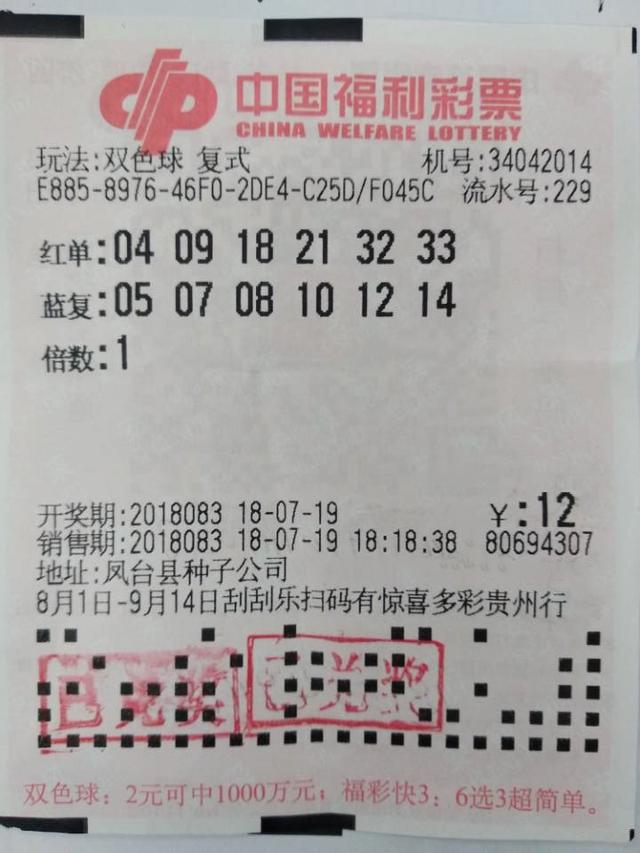 中国福利彩票
CHINA WELFARE LOTTERY
玩法:双色球 复式 机号:34042014
E885-8976-46F0-2DE4-C25D/F045C 流水号:229
红单:04 09 18 21 32 33
蓝复:05 07 08 10 12 14
倍数:1
开奖期:2018083 18-07-19 ¥:12
销售期:2018083 18-07-19 18:18:38 80694307
地址:凤台县种子公司
8月1日-9月14日刮刮乐扫码有惊喜多彩贵州行
已兑奖 已兑奖
双色球：2元可中1000万元；福彩快3：6选3超简单。